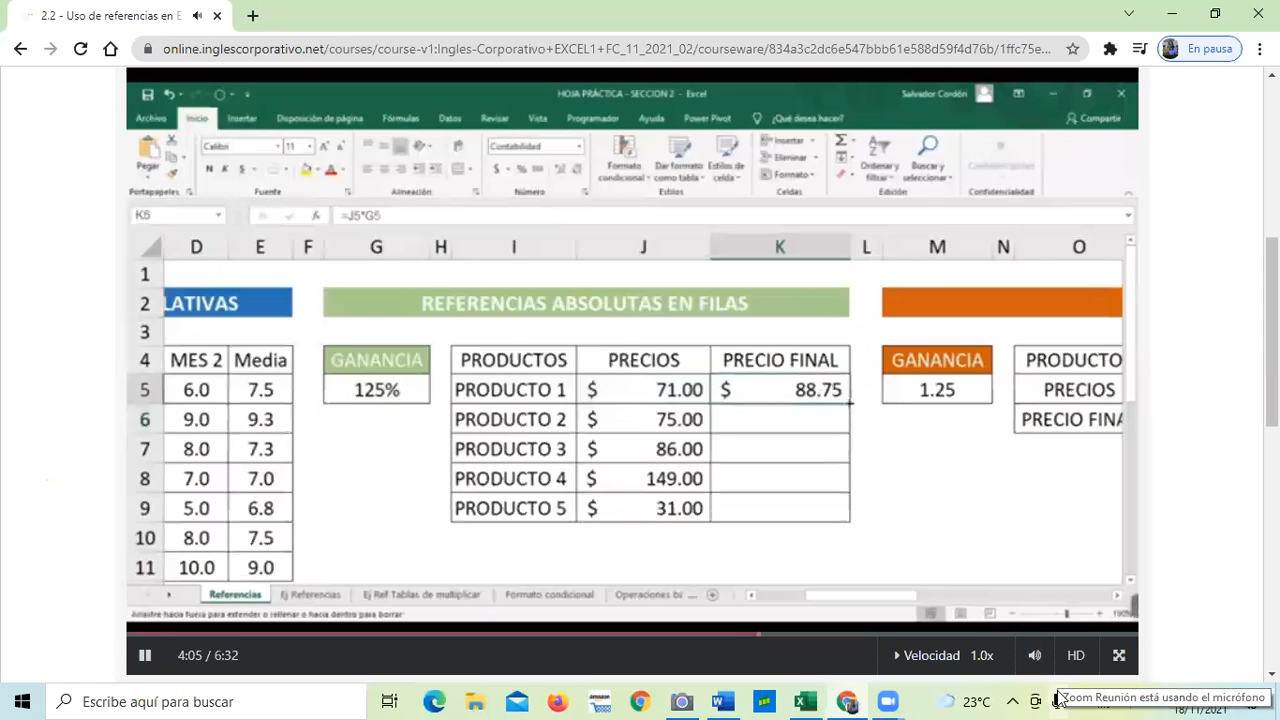 2.2 - Uso de referencias en E
online.inglescorporativo.net/courses/course-v1:Ingles-Corporativo+EXCEL1+FC_11_2021_02/courseware/834a3c2dc6e547bbb61e588d59f4d76b/1ffc75e...
En pausa
HOJA PRÁCTICA - SECCION 2 - Excel
Salvador Cordón
Archivo Inicio Insertar Disposición de página Fórmulas Datos Revisar Vista Programador Ayuda Power Pivot ¿Qué desea hacer? Compartir
Calibri 11 Contabilidad Insertar
Pegar N K S Formato condicional Dar formato como tabla Estilos de celda Eliminar Ordenar y filtrar Buscar y seleccionar Confidencialidad
Formato
Portapapeles Fuente Alineación Número Estilos Celdas Edición Confidencialidad
K5 fx =J5*G5
D E F G H I J K L M N O
1
2 LATIVAS REFERENCIAS ABSOLUTAS EN FILAS
3
4 MES 2 Media GANANCIA PRODUCTOS PRECIOS PRECIO FINAL GANANCIA PRODUCTO
5 6.0 7.5 125% PRODUCTO 1 $ 71.00 $ 88.75 1.25 PRECIOS
6 9.0 9.3 PRODUCTO 2 $ 75.00 PRECIO FINA
7 8.0 7.3 PRODUCTO 3 $ 86.00
8 7.0 7.0 PRODUCTO 4 $ 149.00
9 5.0 6.8 PRODUCTO 5 $ 31.00
10 8.0 7.5
11 10.0 9.0
Referencias Ej Referencias Ej Ref Tablas de multiplicar Formato condicional Operaciones bá ...
Arrastre hacia fuera para extender o rellenar o hacia dentro para borrar
190%
4:05 / 6:32 Velocidad 1.0x HD
Escribe aquí para buscar 23°C Zoom Reunión está usando el micrófono
18/11/2021